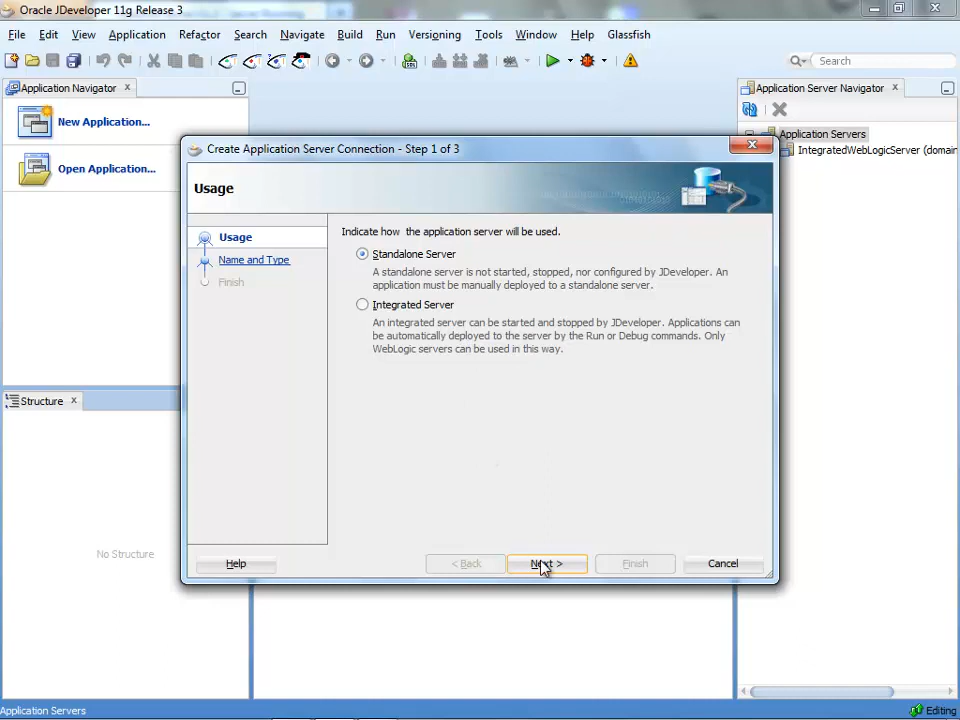 Oracle JDeveloper 11g Release 3
File Edit View Application Refactor Search Navigate Build Run Versioning Tools Window Help Glassfish
Search
Application Navigator
Application Server Navigator
New Application...
Open Application...
Application Servers
IntegratedWebLogicServer (domain
Create Application Server Connection - Step 1 of 3
Usage
Usage
Name and Type
Finish
Indicate how the application server will be used.
Standalone Server
A standalone server is not started, stopped, nor configured by JDeveloper. An
application must be manually deployed to a standalone server.
Integrated Server
An integrated server can be started and stopped by JDeveloper. Applications can
be automatically deployed to the server by the Run or Debug commands. Only
WebLogic servers can be used in this way.
Structure
No Structure
Help
< Back
Next >
Finish
Cancel
Application Servers
Editing